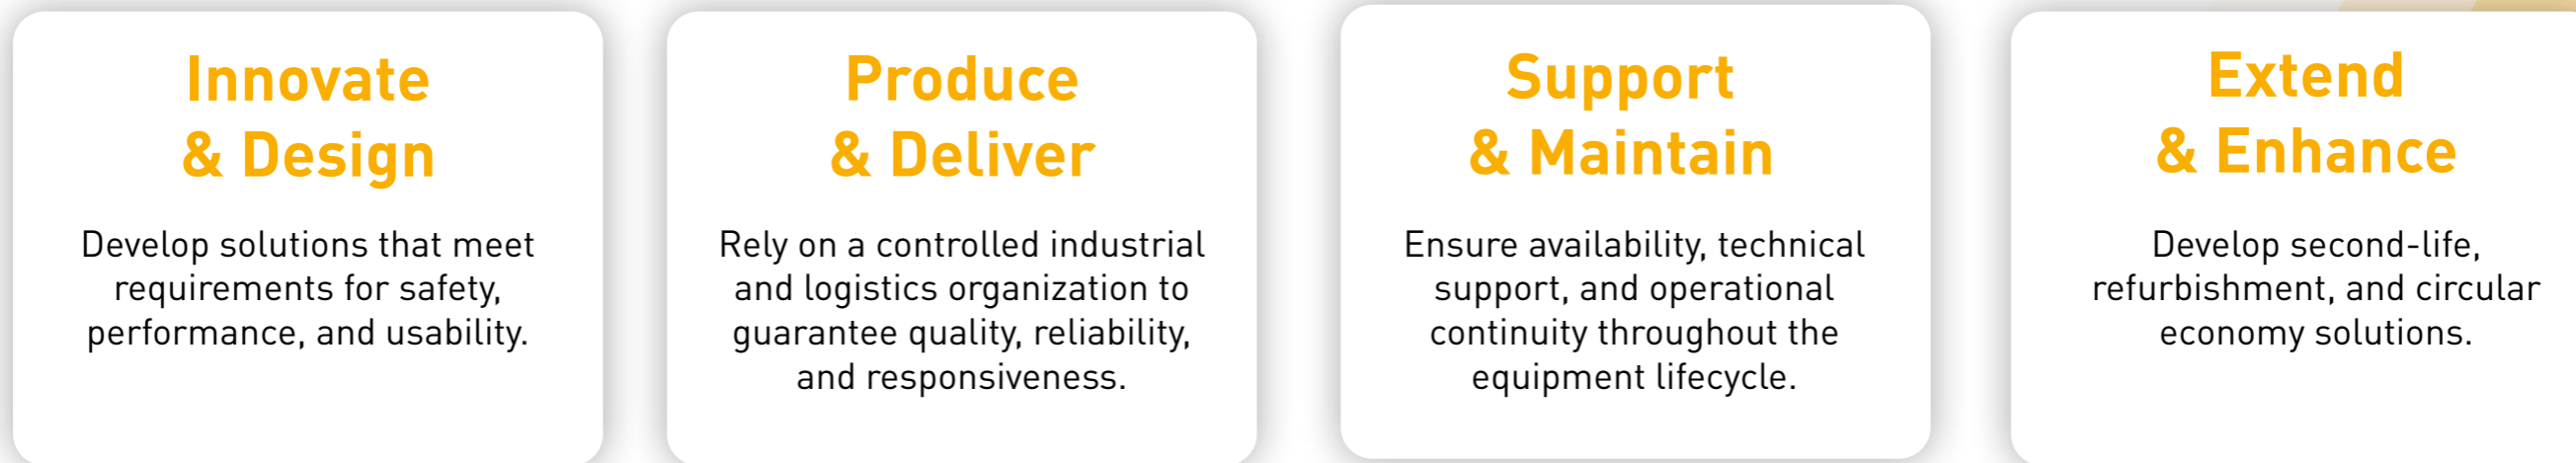 Innovate
& Design
Develop solutions that meet
requirements for safety,
performance, and usability.
Produce
& Deliver
Rely on a controlled industrial
and logistics organization to
guarantee quality, reliability,
and responsiveness.
Support
& Maintain
Ensure availability, technical
support, and operational
continuity throughout the
equipment lifecycle.
Extend
& Enhance
Develop second-life,
refurbishment, and circular
economy solutions.